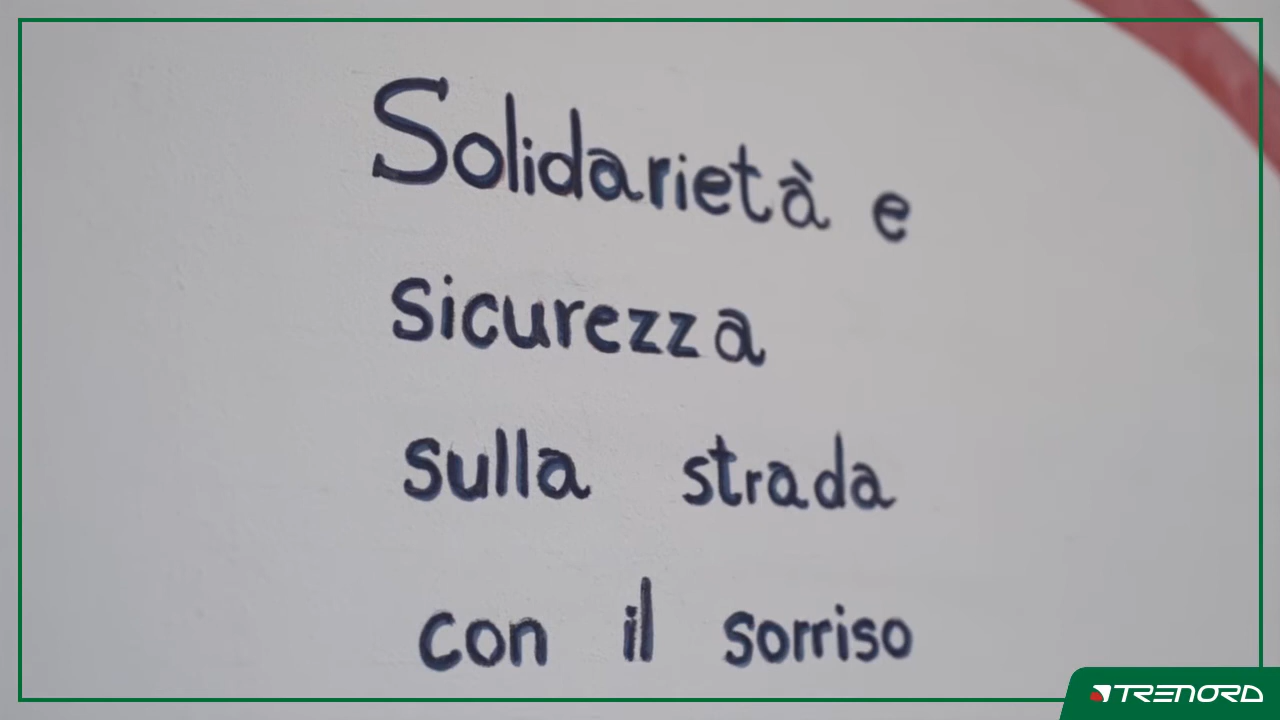 Solidarietà e
sicurezza
sulla strada
con il sorriso
TRENORD